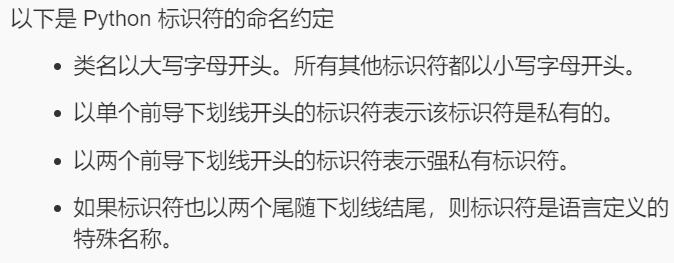 以下是 Python 标识符的命名约定
• 类名以大写字母开头。所有其他标识符都以小写字母开头。
• 以单个前导下划线开头的标识符表示该标识符是私有的。
• 以两个前导下划线开头的标识符表示强私有标识符。
• 如果标识符也以两个尾随下划线结尾，则标识符是语言定义的
特殊名称。